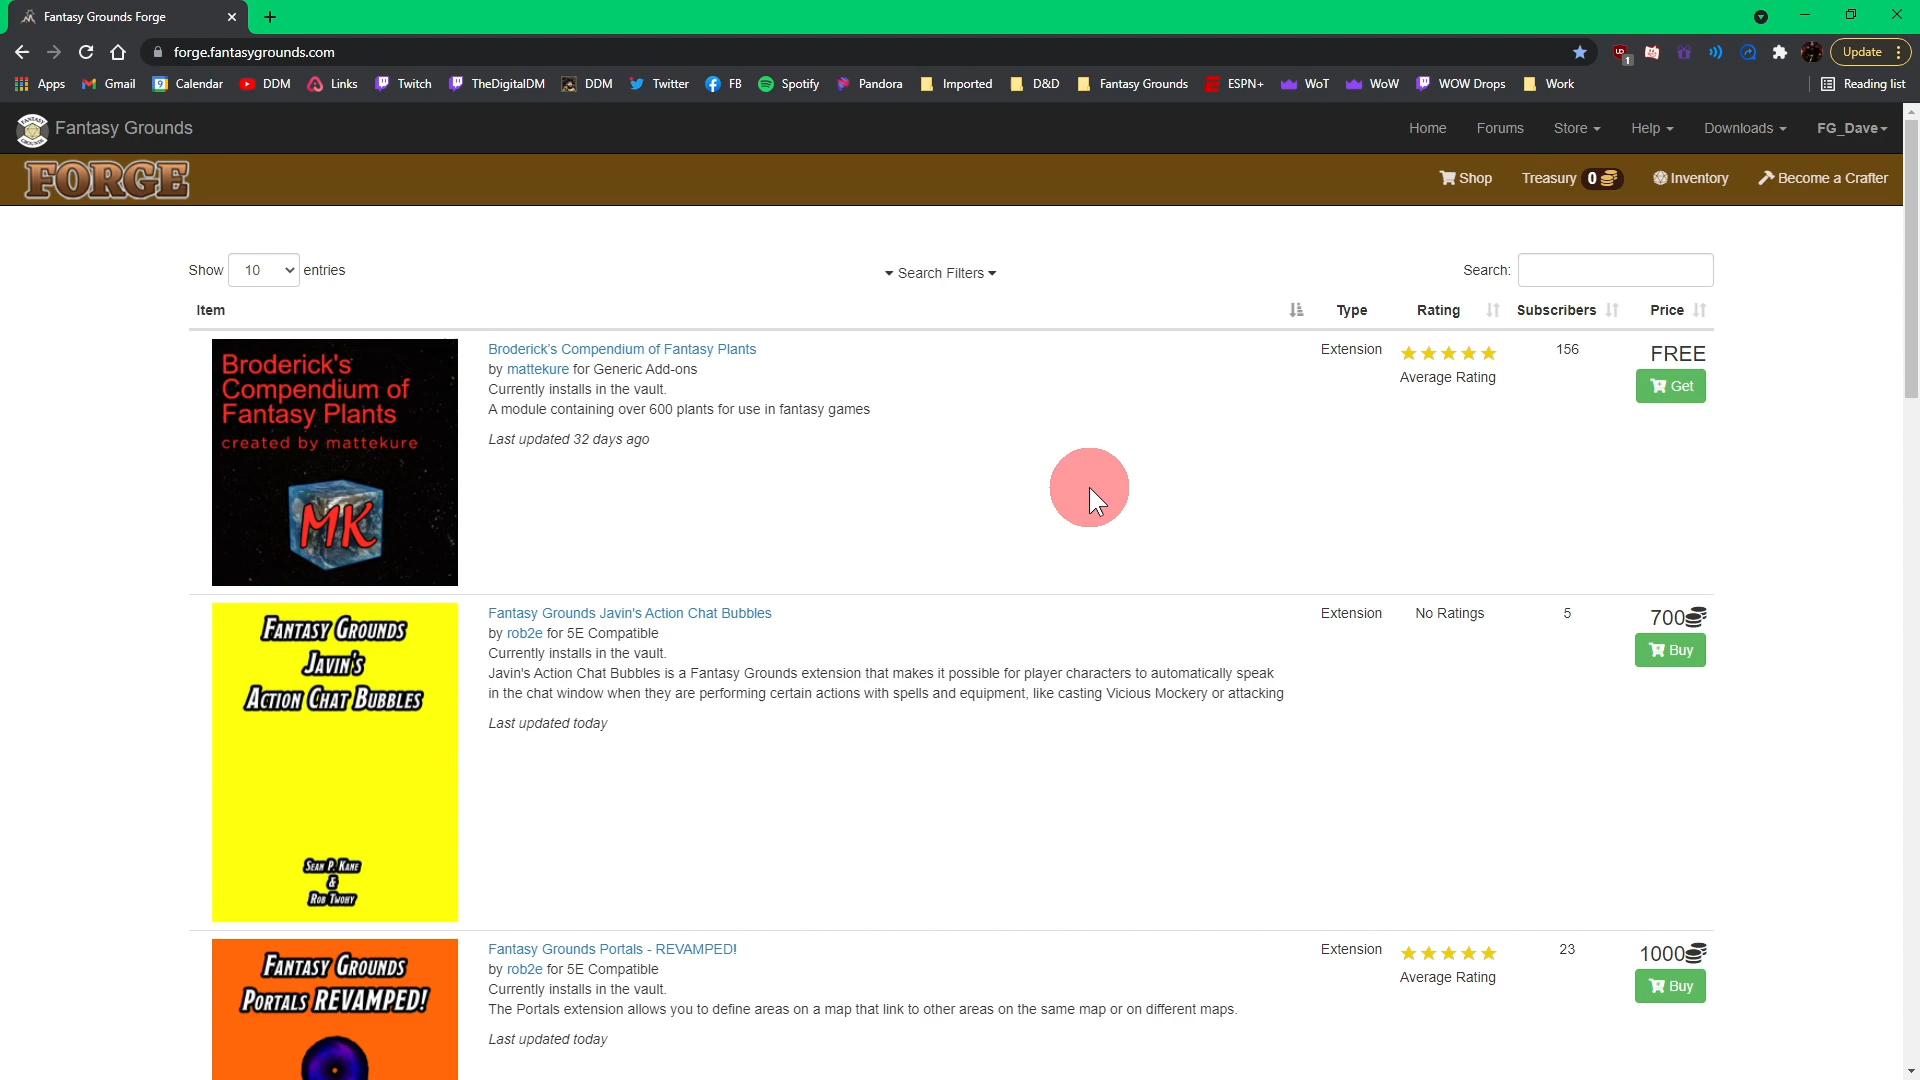 Fantasy Grounds Forge
forge.fantasygrounds.com
Update
Apps Gmail Calendar DDM Links Twitch TheDigitalDM DDM Twitter FB Spotify Pandora Imported D&D Fantasy Grounds ESPN+ WoT WoW WOW Drops Work Reading list
Fantasy Grounds
Home Forums Store Help Downloads FG_Dave
FORGE
Shop Treasury 0 Inventory Become a Crafter
Show 10 entries
Search Filters
Search:
Item Type Rating Subscribers Price
Broderick's
Compendium of
Fantasy Plants
created by mattekure
MK
Broderick's Compendium of Fantasy Plants
by mattekure for Generic Add-ons
Currently installs in the vault.
A module containing over 600 plants for use in fantasy games
Last updated 32 days ago
Extension
Average Rating
156
FREE
Get
Fantasy Grounds
Javin's
Action Chat Bubbles
Sean P. Kane
&
Rob Twohy
Fantasy Grounds Javin's Action Chat Bubbles
by rob2e for 5E Compatible
Currently installs in the vault.
Javin's Action Chat Bubbles is a Fantasy Grounds extension that makes it possible for player characters to automatically speak
in the chat window when they are performing certain actions with spells and equipment, like casting Vicious Mockery or attacking
Last updated today
Extension
No Ratings
5
700
Buy
Fantasy Grounds
Portals REVAMPED!
Fantasy Grounds Portals - REVAMPED!
by rob2e for 5E Compatible
Currently installs in the vault.
The Portals extension allows you to define areas on a map that link to other areas on the same map or on different maps.
Last updated today
Extension
Average Rating
23
1000
Buy